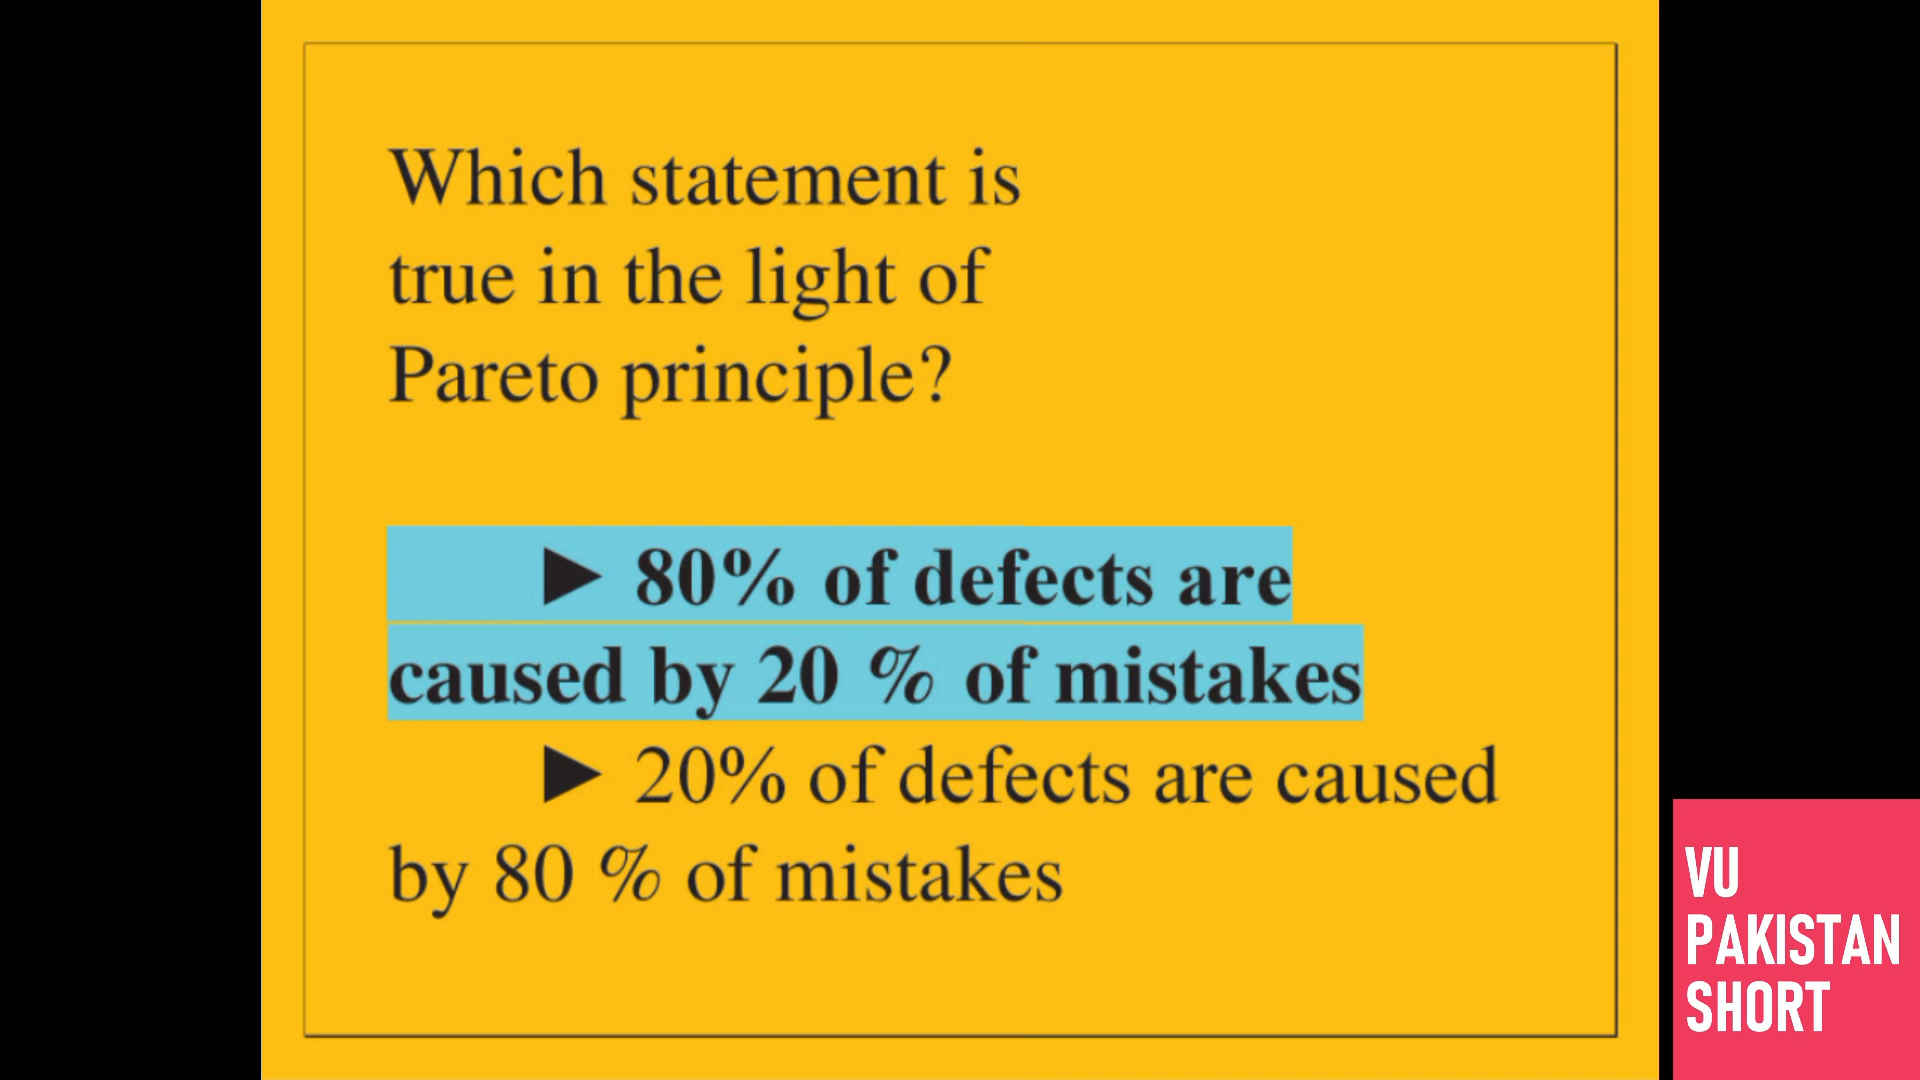 Which statement is
true in the light of
Pareto principle?
► 80% of defects are
caused by 20 % of mistakes
► 20% of defects are caused
by 80 % of mistakes
VU
PAKISTAN
SHORT